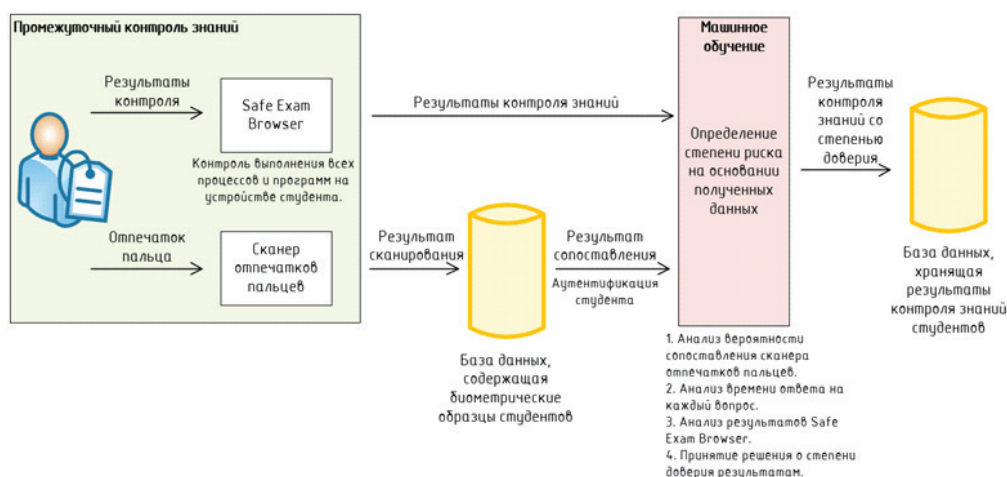 Промежуточный контроль знаний
Результаты
контроля
Safe Exam
Browser
Контроль выполнения всех
процессов и программ на
устройстве студента.
Отпечаток
пальца
Сканер
отпечатков
пальцев
Результаты контроля знаний
Результат
сканирования
База данных,
содержащая
биометрические
образцы студентов
Результат
сопоставления
Аутентификация
студента
Машинное
обучение
Определение
степени риска
на основании
полученных
данных
1. Анализ вероятности
сопоставления сканера
отпечатков пальцев.
2. Анализ времени ответа на
каждый вопрос.
3. Анализ результатов Safe
Exam Browser.
4. Принятие решения о степени
доверия результатам.
Результаты
контроля
знаний со
степенью
доверия
База данных,
хранящая
результаты
контроля знаний
студентов